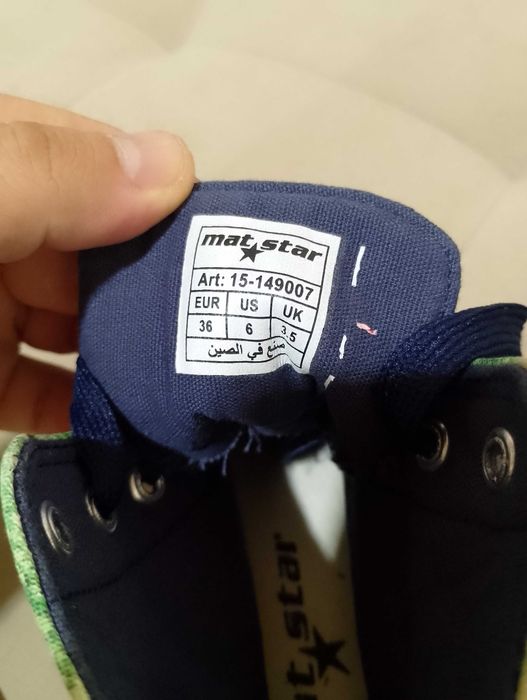 mat star
Art: 15-149007
EUR US UK
36 6 3.5
صنع في الصين
mat star